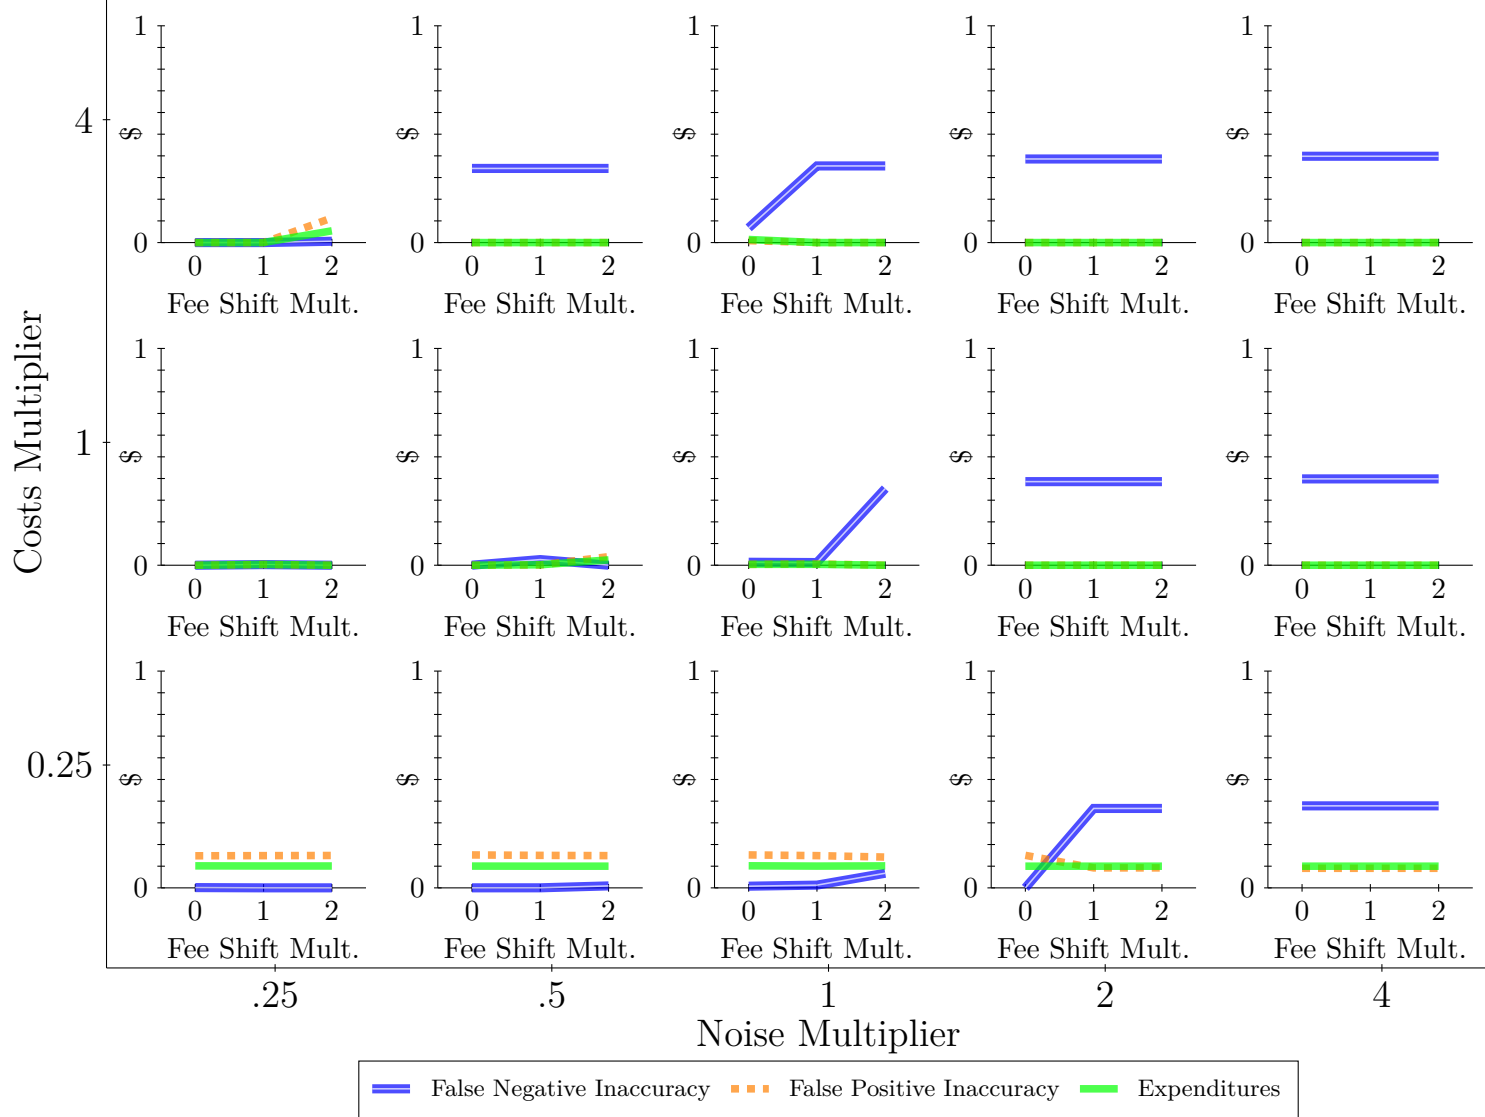 1
1
1
1
1
4
$
$
$
$
$
0
0
0
0
0
0 1 2
0 1 2
0 1 2
0 1 2
0 1 2
Fee Shift Mult.
Fee Shift Mult.
Fee Shift Mult.
Fee Shift Mult.
Fee Shift Mult.
Costs Multiplier
1
1
1
1
1
1
$
$
$
$
$
0
0
0
0
0
0 1 2
0 1 2
0 1 2
0 1 2
0 1 2
Fee Shift Mult.
Fee Shift Mult.
Fee Shift Mult.
Fee Shift Mult.
Fee Shift Mult.
1
1
1
1
1
0.25
$
$
$
$
$
0
0
0
0
0
0 1 2
0 1 2
0 1 2
0 1 2
0 1 2
Fee Shift Mult.
Fee Shift Mult.
Fee Shift Mult.
Fee Shift Mult.
Fee Shift Mult.
.25 .5 1 2 4
Noise Multiplier
False Negative Inaccuracy
False Positive Inaccuracy
Expenditures